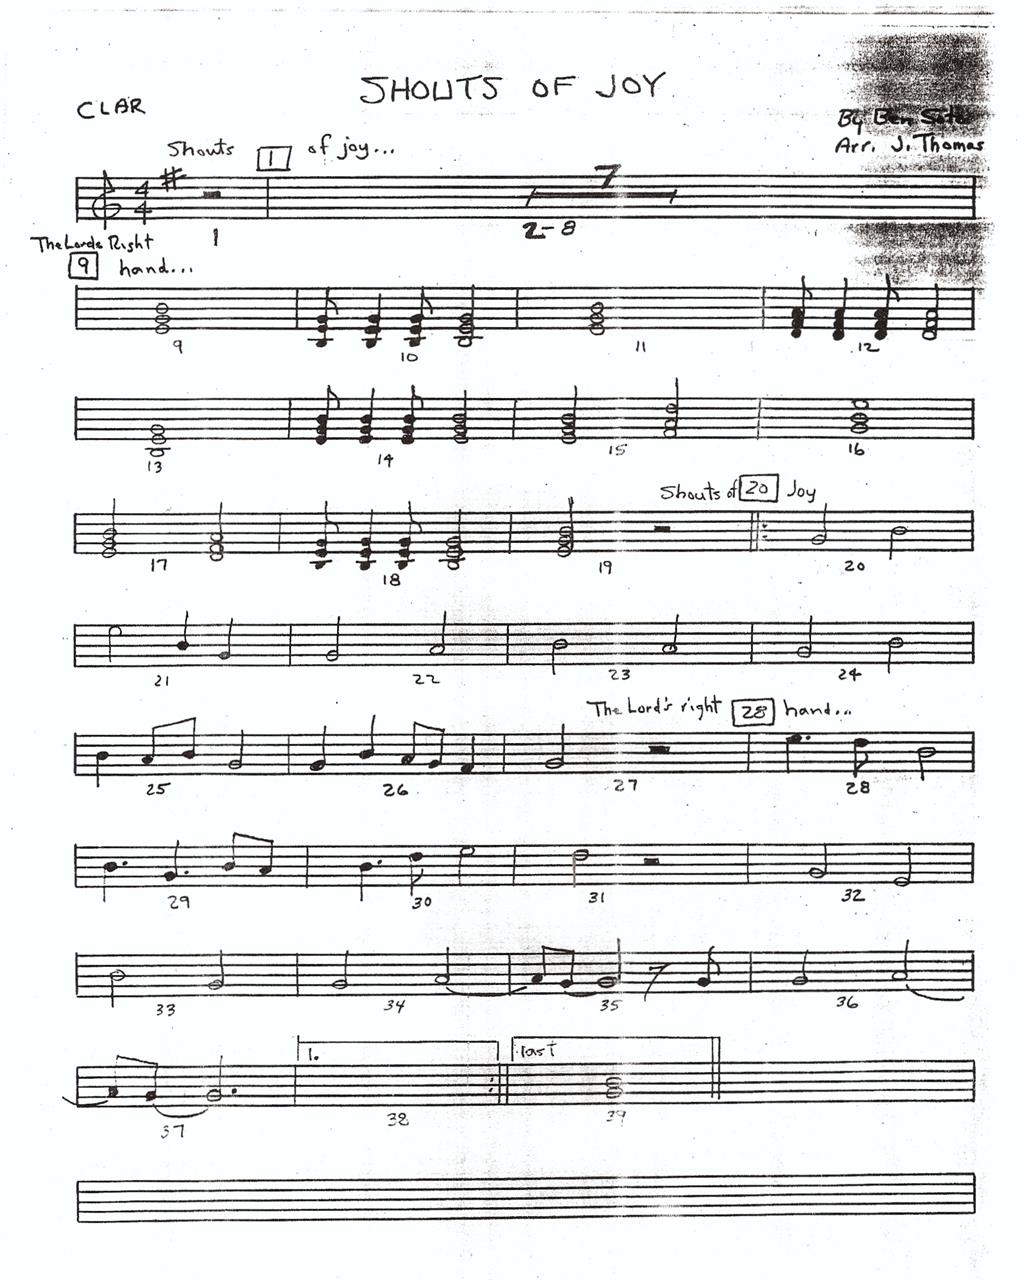 SHOUTS OF JOY
CLAR
By Ben
Arr. J. Thomas
Shouts 1 of joy...
4
4
7
1
2-8
The Lords Right
9 hand...
9 10 11 12
13 14 15 16
Shouts of 20 Joy
17 18 19 20
21 22 23 24
The Lord's right 28 hand...
25 26 27 28
29 30 31 32
33 34 35 36
1. last
37 38 39